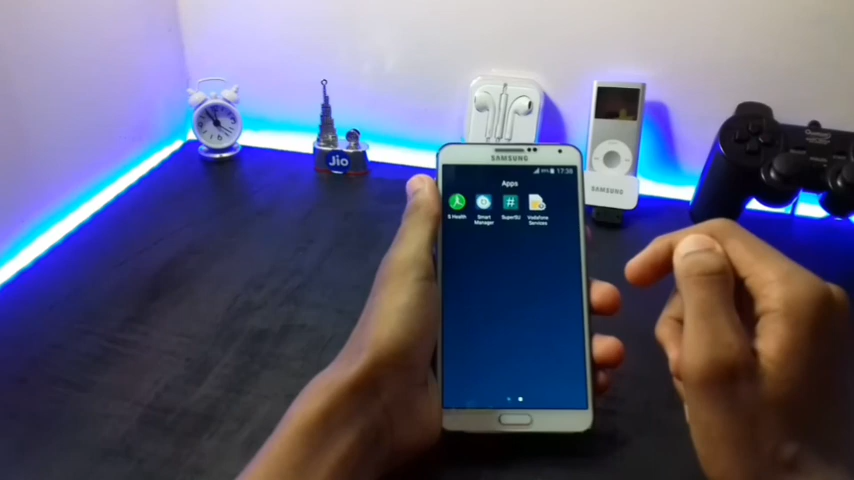 Jio
SAMSUNG
17:38
Apps
S Health
Smart
Manager
SuperSU
Vodafone
Services
SAMSUNG